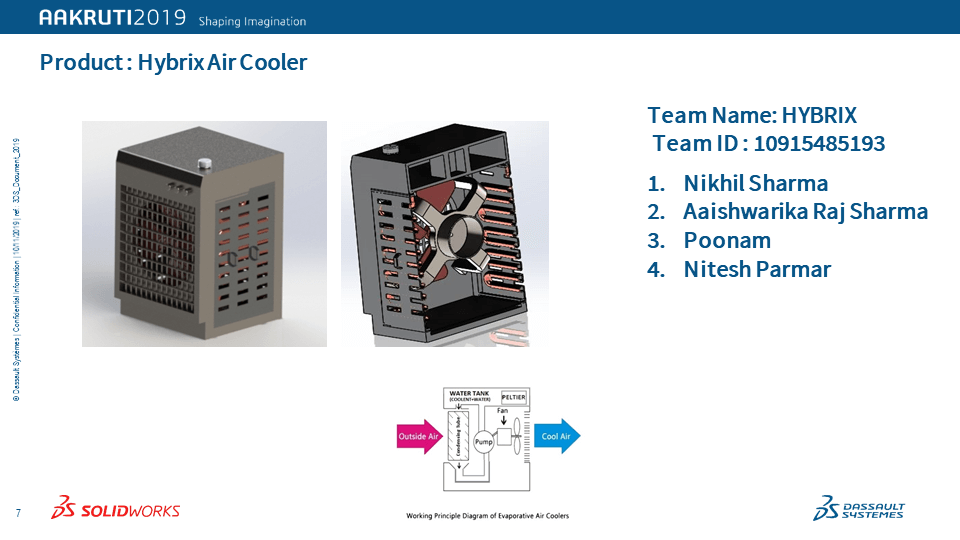 AAKRUTI2019 Shaping Imagination
Product : Hybrix Air Cooler
Team Name: HYBRIX
Team ID : 10915485193
1. Nikhil Sharma
2. Aaishwarika Raj Sharma
3. Poonam
4. Nitesh Parmar
© Dassault Systèmes | Confidential Information | 10/11/2019 | ref.: 3DS_Document_2019
WATER TANK
(COOLENT+WATER)
PELTIER
Fan
Outside Air
Condensing Tube
Pump
Cool Air
Working Principle Diagram of Evaporative Air Coolers
7
SOLIDWORKS
DASSAULT
SYSTEMES